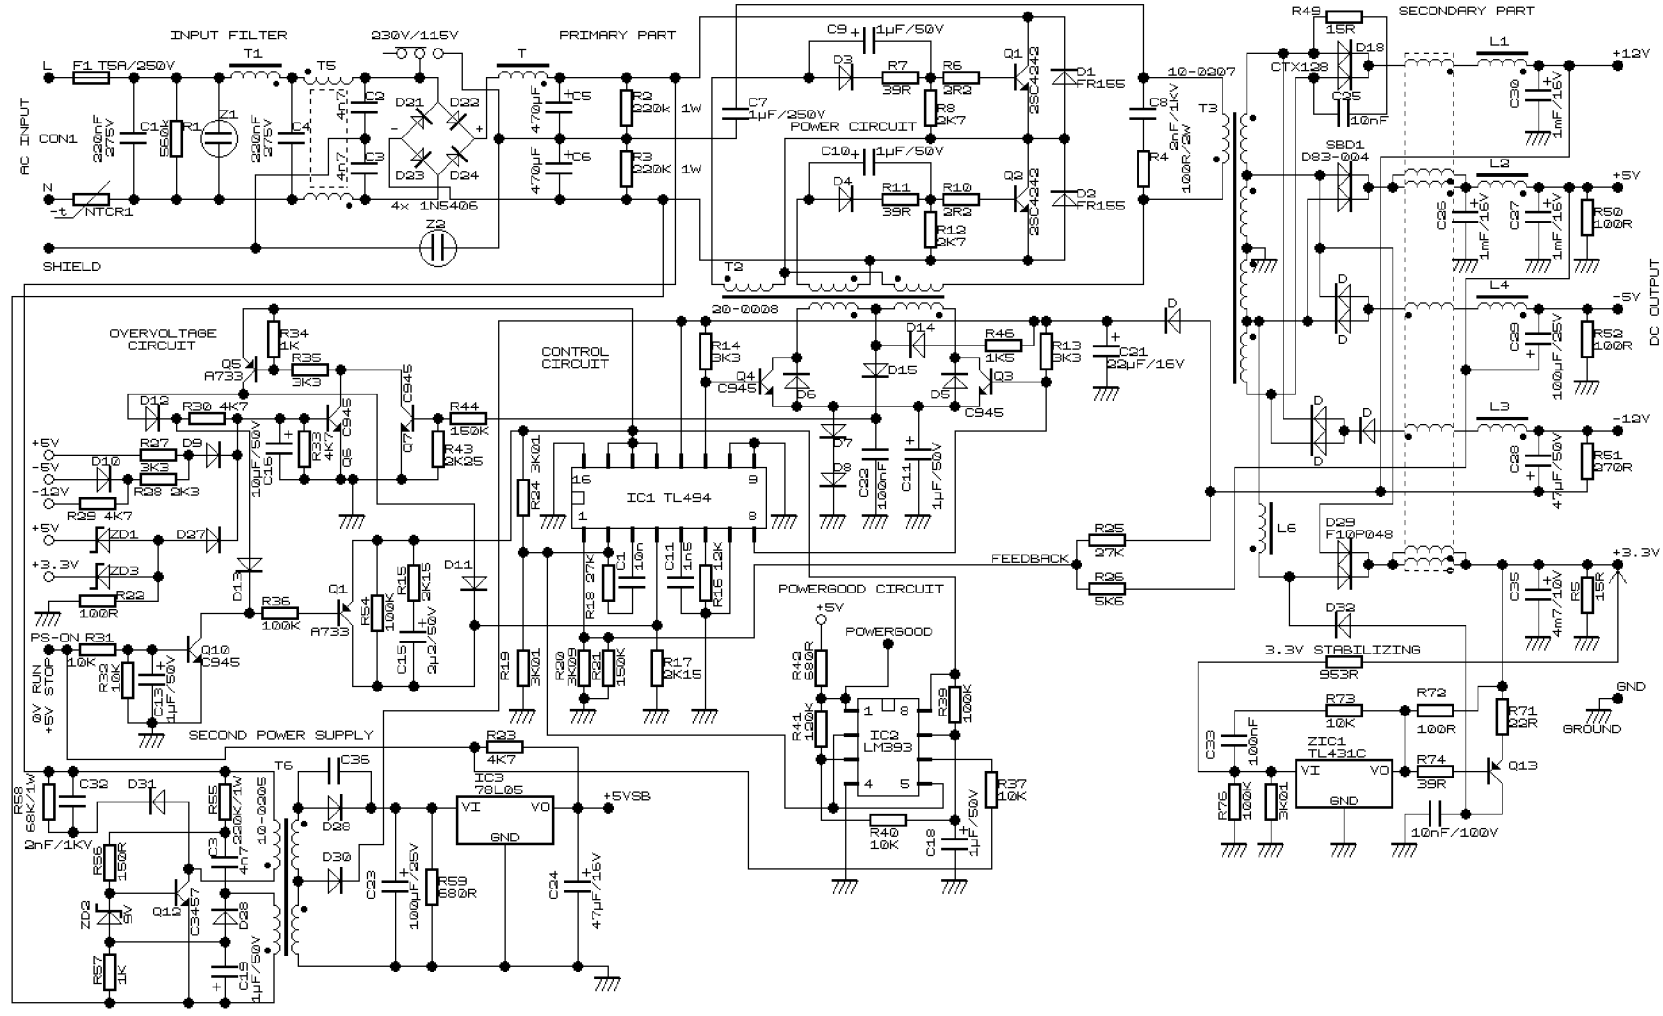 INPUT FILTER
230V/115V
PRIMARY PART
SECONDARY PART
R49
15R
L
F1 T5A/250V
T1
T5
T
C9
1µF/50V
Q1
2SC4242
D18
L1
+12V
CTX128
AC INPUT
CON1
220nF
275V
C1
560K
R1
Z1
220nF
275V
C4
4n7
C2
D21
D22
-
+
470µF
C5
R2
220K 1W
C7
1µF/250V
D3
R7
39R
R6
2R2
R8
2K7
D1
FR155
10-0207
T3
C8
2nF/1KV
C25
10nF
C30
1mF/16V
POWER CIRCUIT
4n7
C3
D23
D24
4x 1N5406
470µF
C6
R3
220K 1W
C10
1µF/50V
Q2
2SC4242
R4
100R/2W
SBD1
D83-004
L2
+5V
N
-t
NTCR1
D4
R11
39R
R10
2R2
R12
2K7
D2
FR155
C26
1mF/16V
C27
1mF/16V
R50
100R
Z2
SHIELD
T2
20-0008
D
D
L4
-5V
DC OUTPUT
OVERVOLTAGE
CIRCUIT
R34
1K
Q5
A733
R35
3K3
C945
CONTROL
CIRCUIT
R14
3K3
D14
R46
1K5
R13
3K3
C21
22µF/16V
D
C29
100µF/25V
R52
100R
Q4
C945
D6
D15
D5
Q3
C945
D12
R30 4K7
C16
10µF/50V
R33
4K7
Q6
C945
Q7
R44
150K
R43
2K25
R24
3K01
D7
D8
C22
100nF
C11
1µF/50V
D
D
D
L3
-12V
C28
47µF/50V
R51
270R
+5V
R27
3K3
D9
-5V
D10
R28 2K3
-12V
R29 4K7
16
9
IC1 TL494
1
8
+5V
ZD1
D27
+3.3V
ZD3
R22
100R
D13
R36
100K
Q1
A733
R54
100K
R15
2K15
C15
2µ2/50V
D11
R18 27K
C1
10n
C11
1n5
R16 12K
FEEDBACK
R25
27K
R26
5K6
L6
D29
F10P048
+3.3V
C35
4m7/10V
R5
15R
D32
POWERGOOD CIRCUIT
+5V
POWERGOOD
PS-ON
R31
10K
0V RUN
+5V STOP
R32
10K
C13
1µF/50V
Q10
C945
R19
3K01
R20
3K09
R21
150K
R17
2K15
R42
680R
R41
120K
1
8
IC2
LM393
4
5
R39
100K
R40
10K
C18
1µF/50V
R37
10K
3.3V STABILIZING
953R
R73
10K
R72
100R
R71
22R
GND
GROUND
C33
100nF
ZIC1
TL431C
VI
VO
GND
R74
39R
Q13
R76
100K
3K01
10nF/100V
SECOND POWER SUPPLY
R23
4K7
R58
68K/1W
C32
2nF/1KV
D31
R55
220K/1W
T6
10-0205
C36
D28
IC3
78L05
VI
VO
GND
+5VSB
R56
150R
C3
4n7
D30
ZD2
9V
Q12
C3457
D28
C23
100µF/25V
R59
680R
C24
47µF/16V
R57
1K
C19
1µF/50V